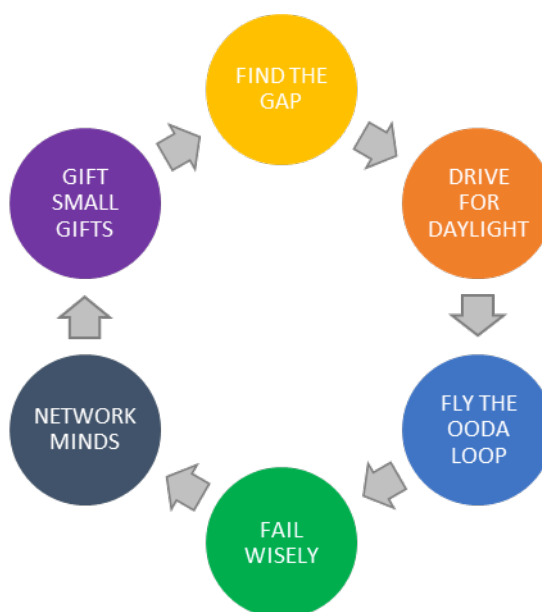 FIND THE
GAP
DRIVE
FOR
DAYLIGHT
FLY THE
OODA
LOOP
FAIL
WISELY
NETWORK
MINDS
GIFT
SMALL
GIFTS